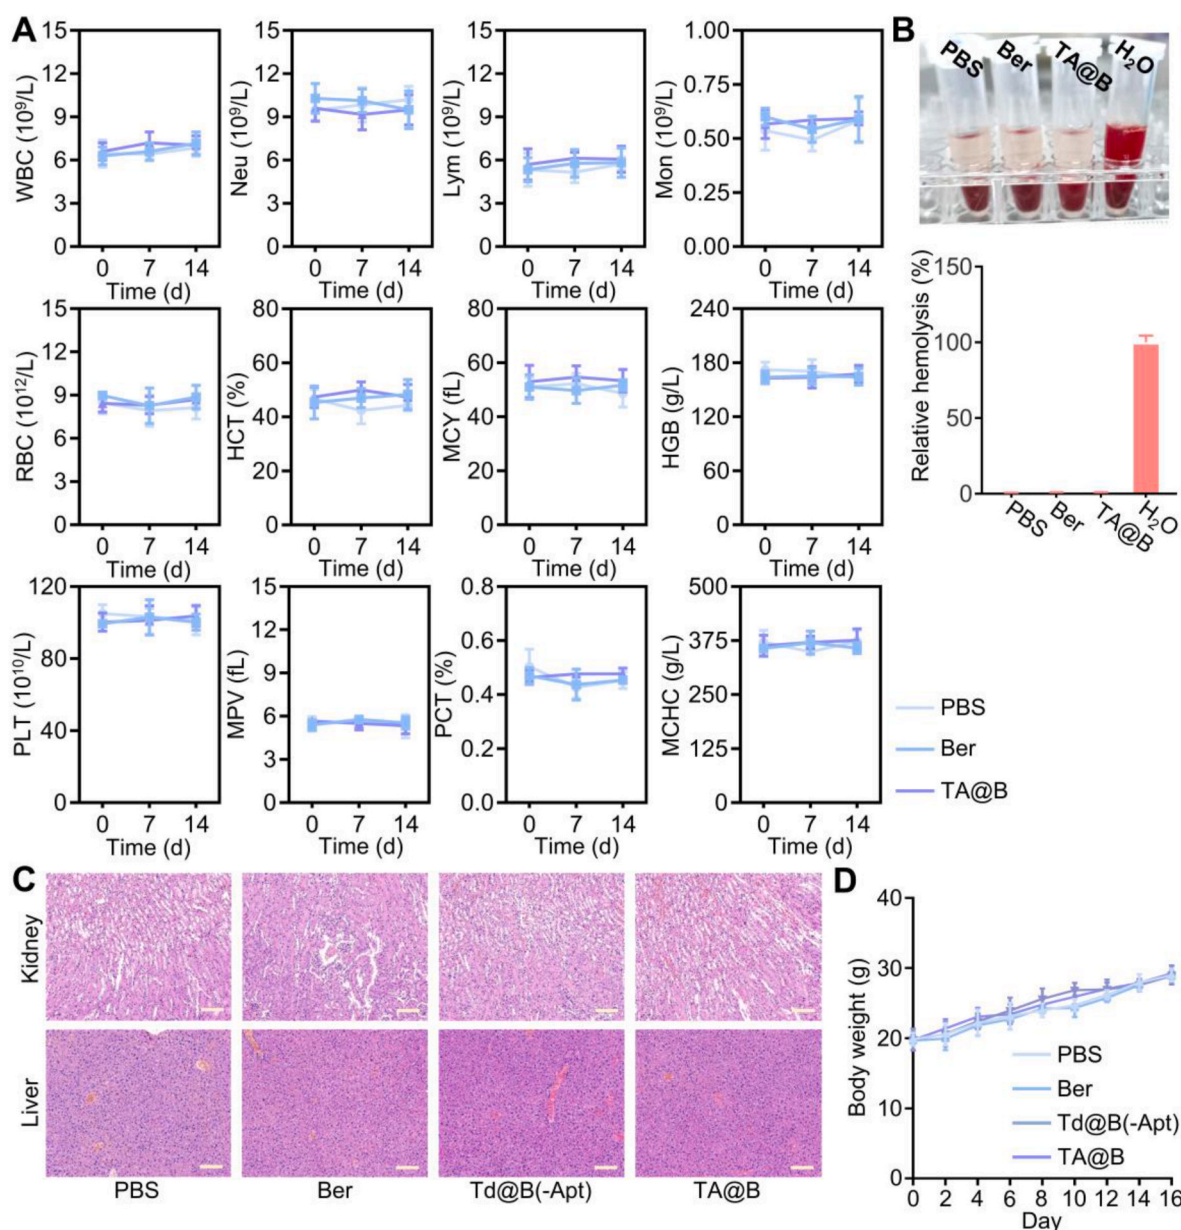 A
WBC (10⁹/L)
15
12
9
6
3
0
0 7 14
Time (d)
Neu (10⁹/L)
15
12
9
6
3
0
0 7 14
Time (d)
Lym (10⁹/L)
15
12
9
6
3
0
0 7 14
Time (d)
Mon (10⁹/L)
1.00
0.75
0.50
0.25
0.00
0 7 14
Time (d)
B
PBS Ber TA@B H₂O
Relative hemolysis (%)
150
100
50
0
PBS Ber TA@B H₂O
RBC (10¹²/L)
15
12
9
6
3
0
0 7 14
Time (d)
HCT (%)
80
60
40
20
0
0 7 14
Time (d)
MCY (fL)
80
60
40
20
0
0 7 14
Time (d)
HGB (g/L)
240
180
120
60
0
0 7 14
Time (d)
PLT (10¹⁰/L)
120
80
40
0
0 7 14
Time (d)
MPV (fL)
15
12
9
6
3
0
0 7 14
Time (d)
PCT (%)
0.8
0.6
0.4
0.2
0.0
0 7 14
Time (d)
MCHC (g/L)
500
375
250
125
0
0 7 14
Time (d)
PBS
Ber
TA@B
C
Kidney
Liver
PBS Ber Td@B(-Apt) TA@B
D
Body weight (g)
40
30
20
10
0
PBS
Ber
Td@B(-Apt)
TA@B
0 2 4 6 8 10 12 14 16
Day